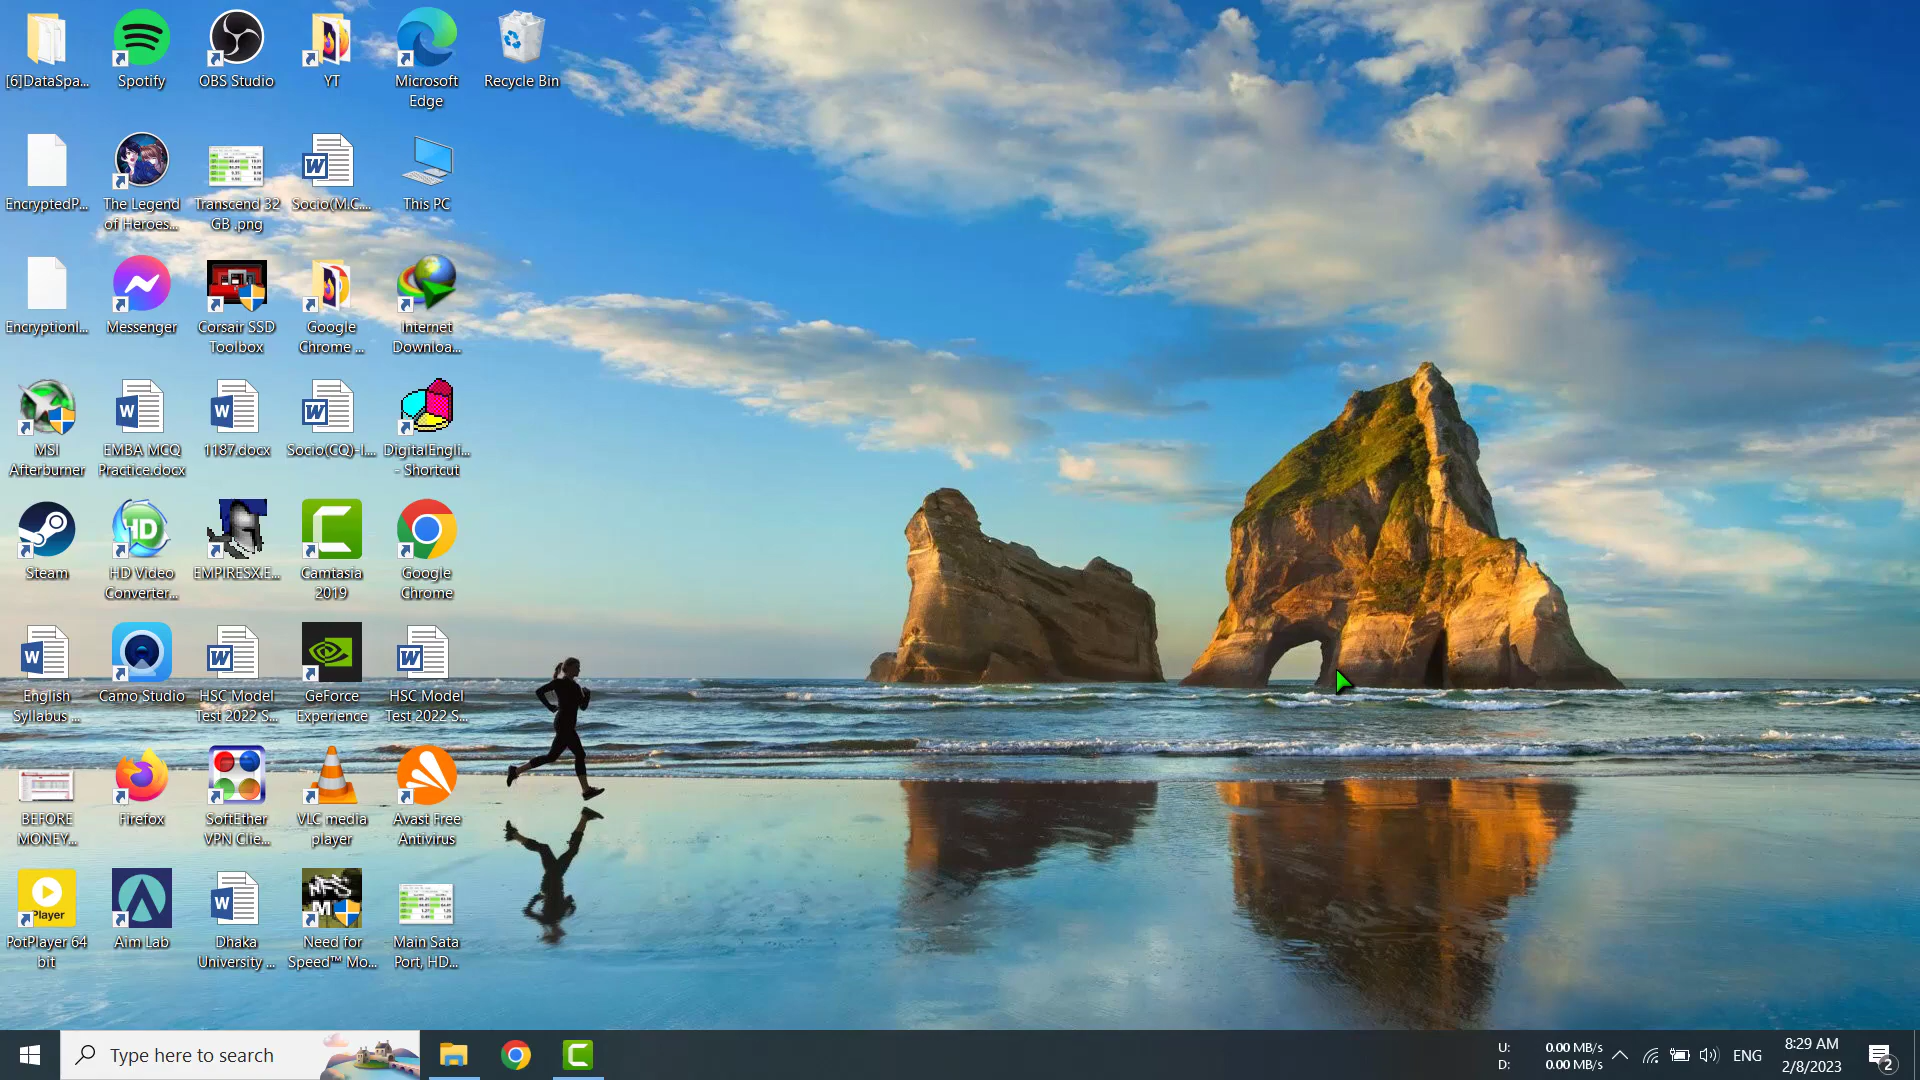 [6]DataSpa...
Spotify
OBS Studio
YT
Microsoft
Edge
Recycle Bin
EncryptedP...
The Legend
of Heroes...
Transcend 32
GB .png
Socio(M.C....
This PC
EncryptionI...
Messenger
Corsair SSD
Toolbox
Google
Chrome ...
Internet
Downloa...
MSI
Afterburner
EMBA MCQ
Practice.docx
1187.docx
Socio(CQ)-I....
DigitalEngli...
- Shortcut
Steam
HD Video
Converter...
EMPIRESX.E...
Camtasia
2019
Google
Chrome
English
Syllabus ...
Camo Studio
HSC Model
Test 2022 S...
GeForce
Experience
HSC Model
Test 2022 S...
BEFORE
MONEY...
Firefox
SoftEther
VPN Clie...
VLC media
player
Avast Free
Antivirus
PotPlayer 64
bit
Aim Lab
Dhaka
University ...
Need for
Speed™ Mo...
Main Sata
Port, HD...
Type here to search
U: 0.00 MB/s
D: 0.00 MB/s
ENG
8:29 AM
2/8/2023
2